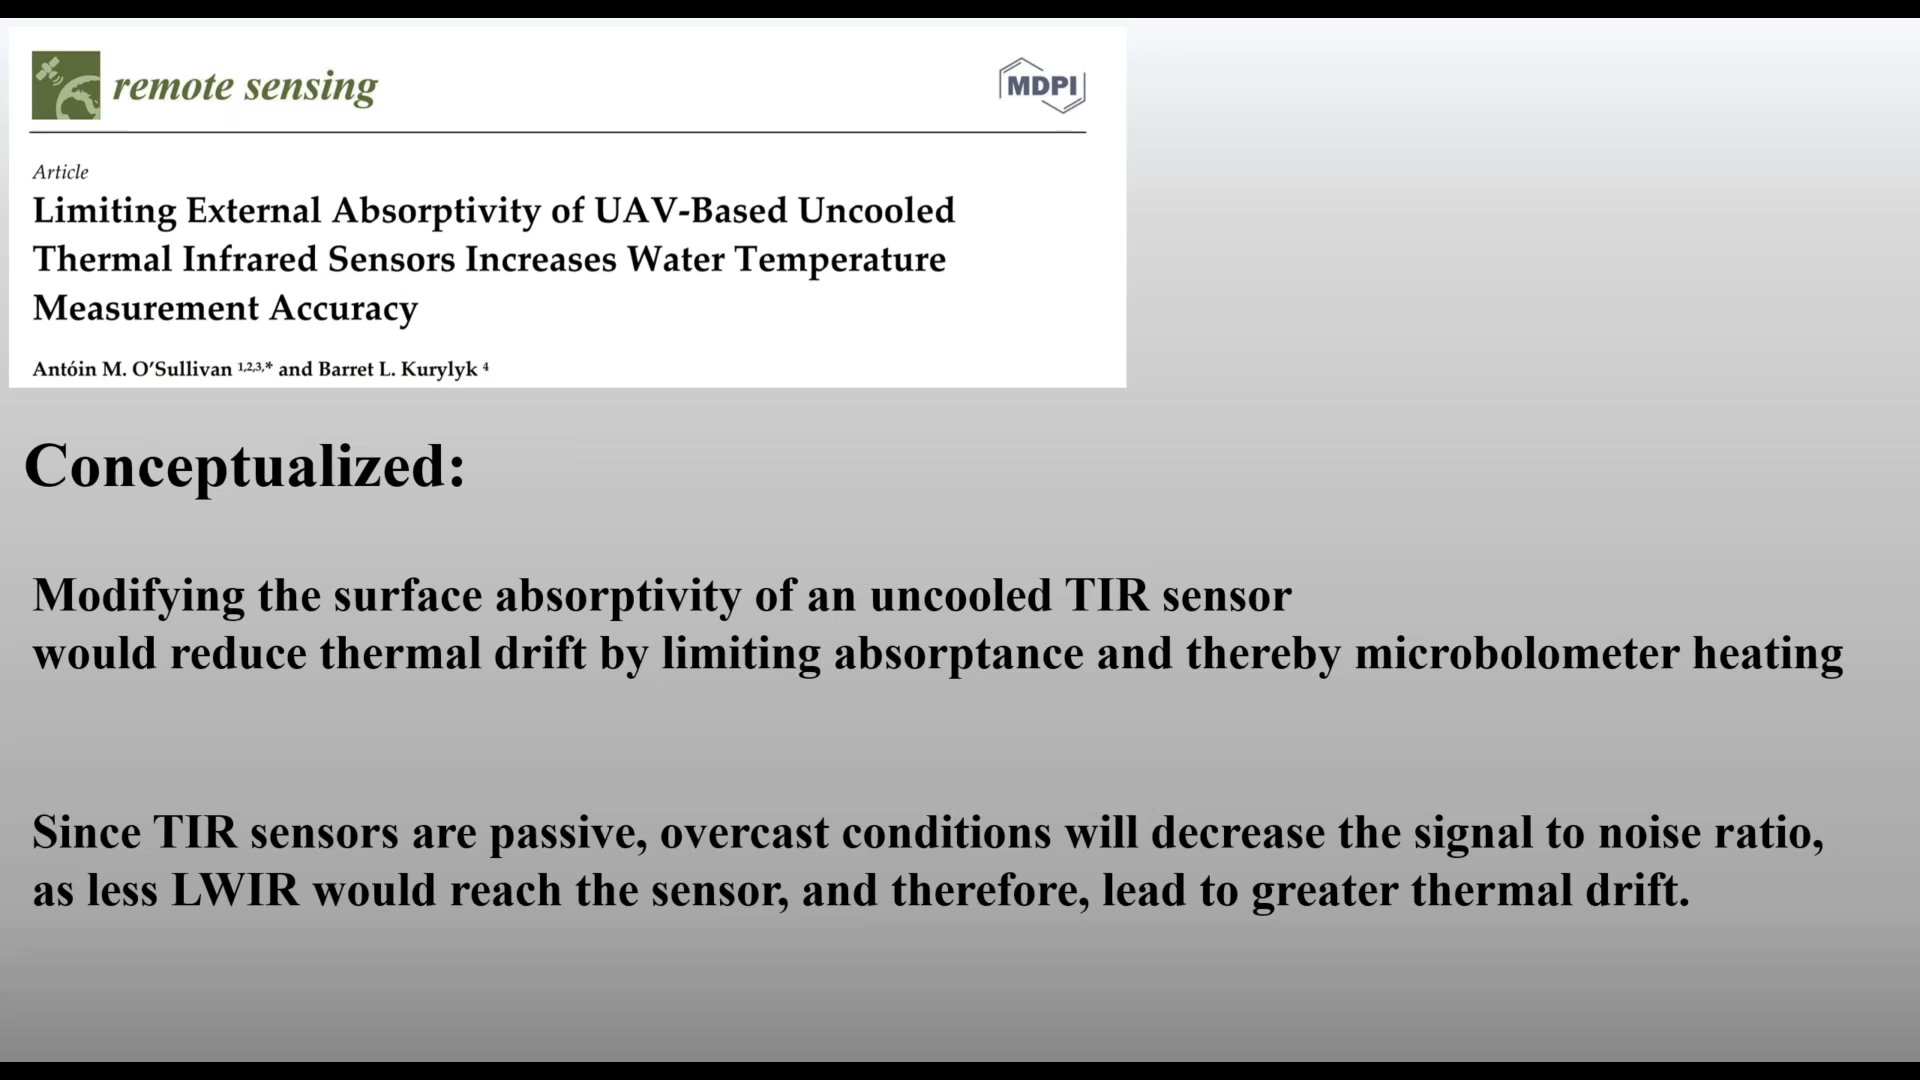 remote sensing
MDPI
Article
Limiting External Absorptivity of UAV-Based Uncooled
Thermal Infrared Sensors Increases Water Temperature
Measurement Accuracy
Antóin M. O'Sullivan 1,2,3,* and Barret L. Kurylyk 4
Conceptualized:
Modifying the surface absorptivity of an uncooled TIR sensor
would reduce thermal drift by limiting absorptance and thereby microbolometer heating
Since TIR sensors are passive, overcast conditions will decrease the signal to noise ratio,
as less LWIR would reach the sensor, and therefore, lead to greater thermal drift.